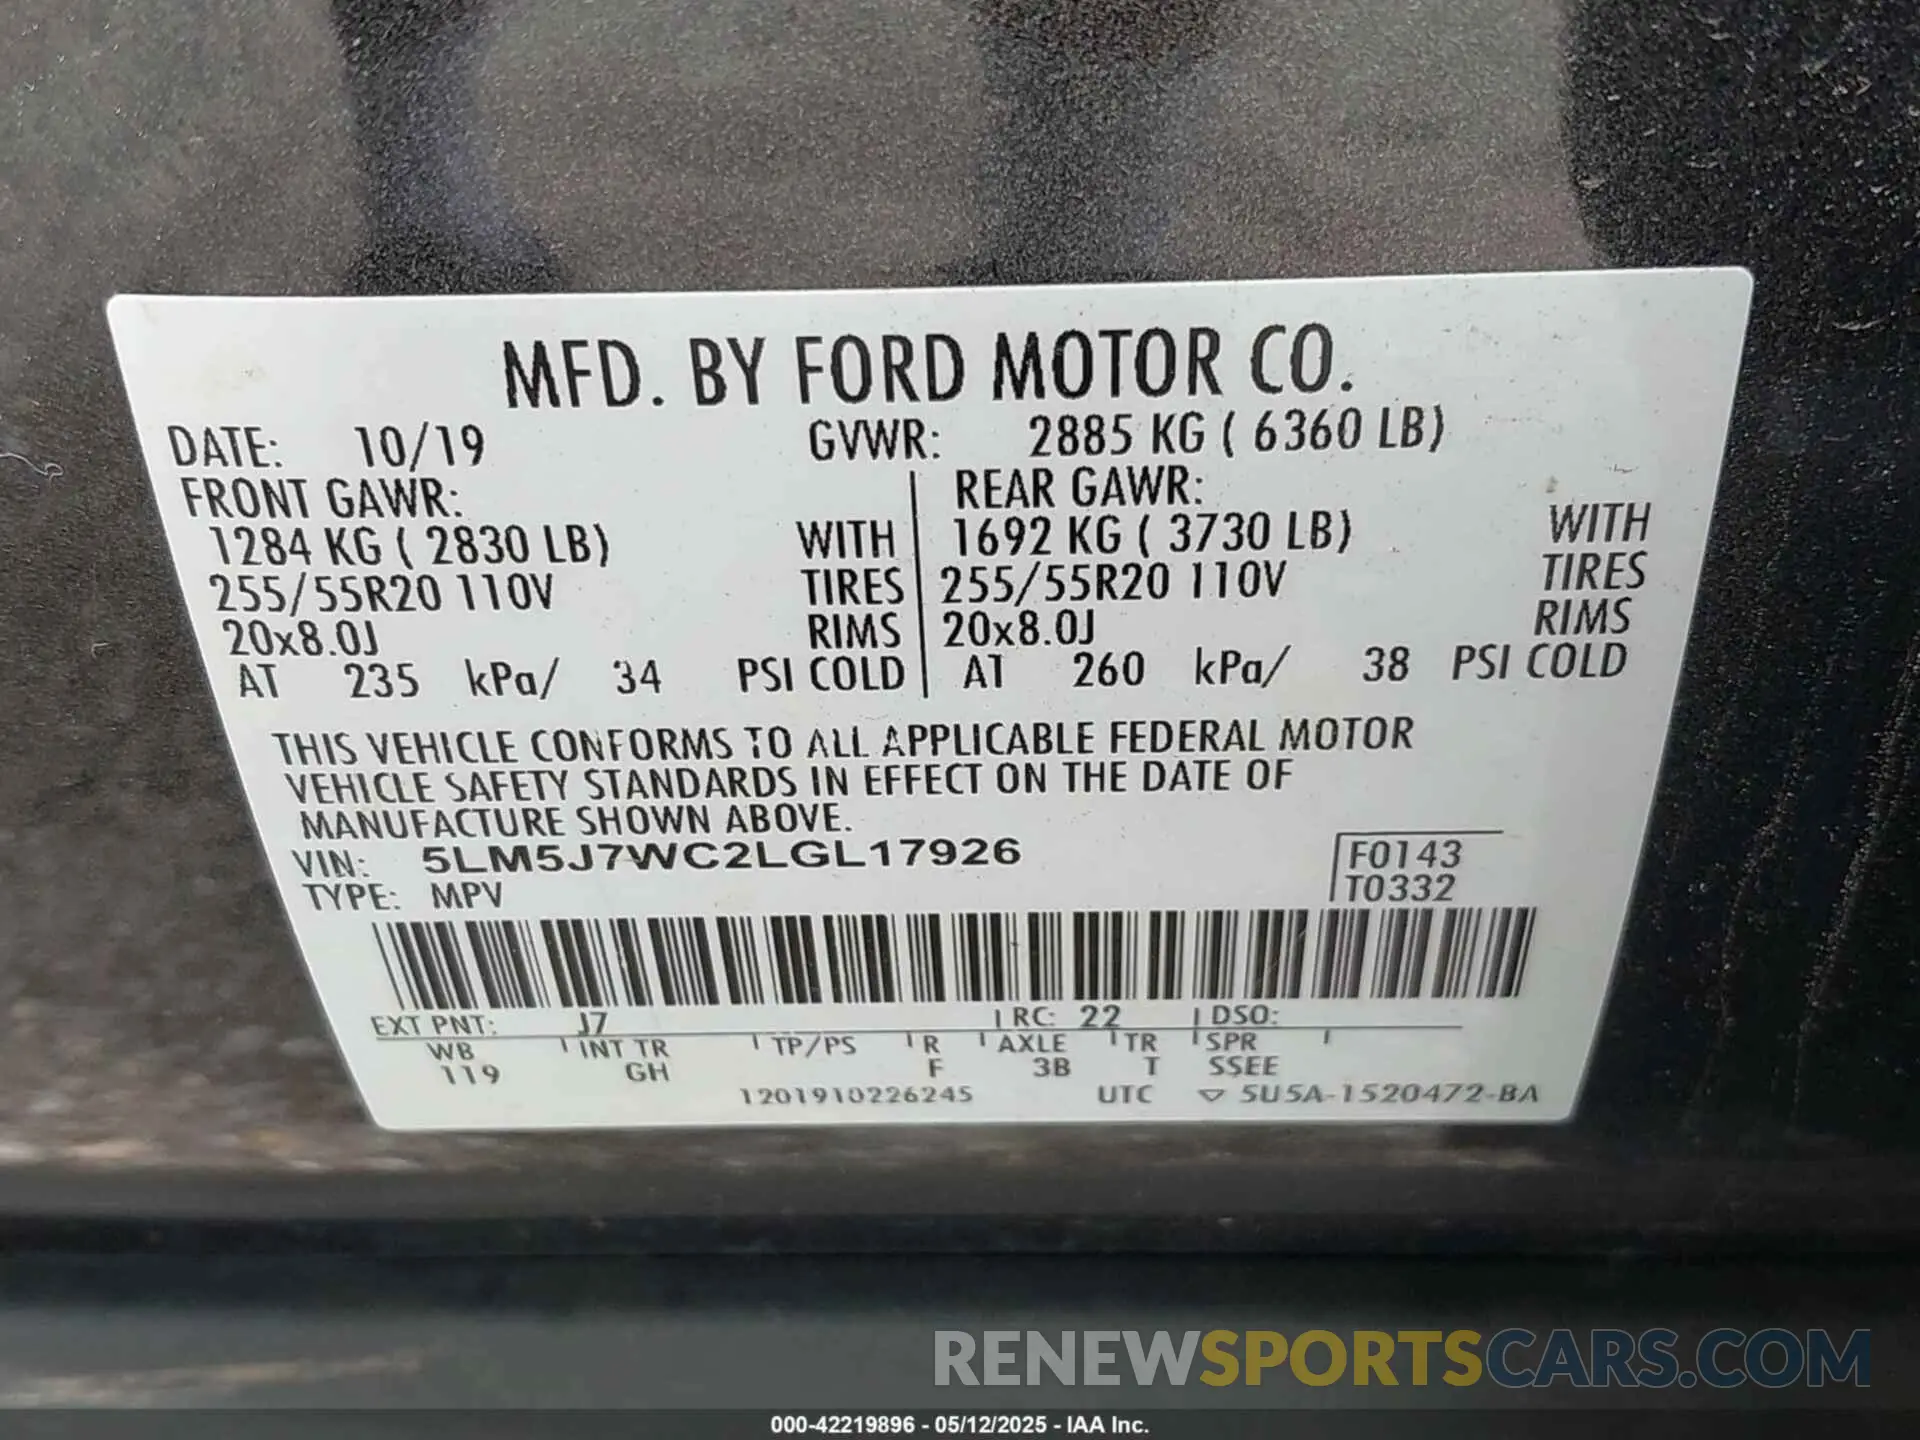 MFD. BY FORD MOTOR CO.
DATE: 10/19 GVWR: 2885 KG ( 6360 LB)
FRONT GAWR: REAR GAWR:
1284 KG ( 2830 LB) WITH 1692 KG ( 3730 LB) WITH
255/55R20 110V TIRES 255/55R20 110V TIRES
20x8.0J RIMS 20x8.0J RIMS
AT 235 kPa/ 34 PSI COLD AT 260 kPa/ 38 PSI COLD
THIS VEHICLE CONFORMS TO ALL APPLICABLE FEDERAL MOTOR
VEHICLE SAFETY STANDARDS IN EFFECT ON THE DATE OF
MANUFACTURE SHOWN ABOVE.
VIN: 5LM5J7WC2LGL17926 F0143
TYPE: MPV T0332
EXT PNT: J7 RC: 22 DSO:
WB INT TR TP/PS R AXLE TR SPR
119 GH F 3B T SSEE
1201910226245 UTC ▽ 5U5A-1520472-BA
RENEWSPORTSCARS.COM
000-42219896 - 05/12/2025 - IAA Inc.